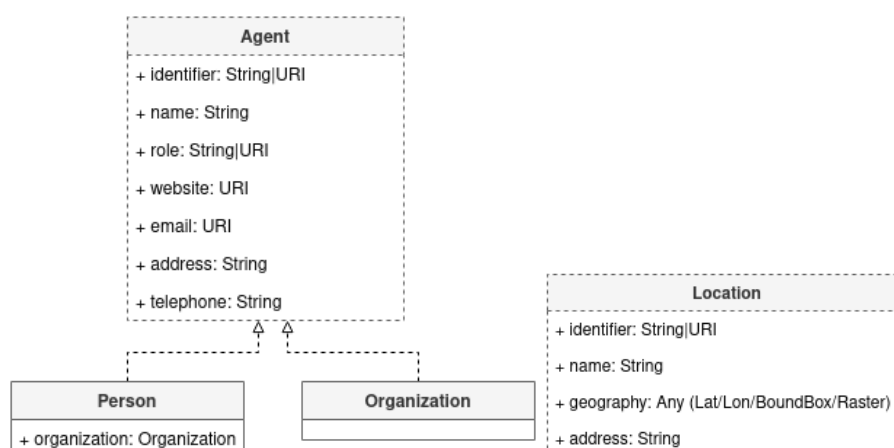 Agent
+ identifier: String|URI
+ name: String
+ role: String|URI
+ website: URI
+ email: URI
+ address: String
+ telephone: String
Person
+ organization: Organization
Organization
Location
+ identifier: String|URI
+ name: String
+ geography: Any (Lat/Lon/BoundBox/Raster)
+ address: String